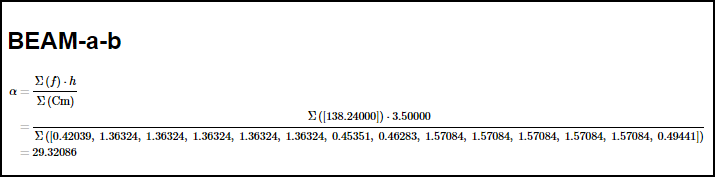 BEAM-a-b
α = Σ (f) · h / Σ (Cm)
= Σ ([138.24000]) · 3.50000 / Σ ([0.42039, 1.36324, 1.36324, 1.36324, 1.36324, 1.36324, 0.45351, 0.46283, 1.57084, 1.57084, 1.57084, 1.57084, 1.57084, 0.49441])
= 29.32086